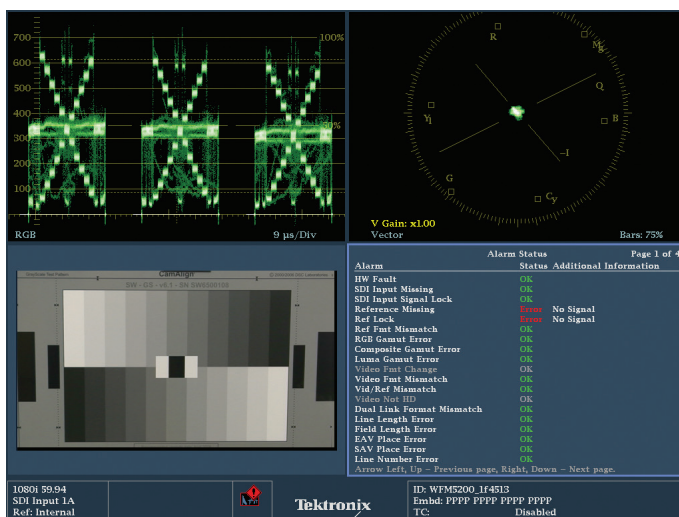 700
600
500
400
300
200
100
100%
50%
RGB
9 µs/Div
R
Mg
Q
B
-I
Cy
G
Yl
V Gain: x1.00
Vector
Bars: 75%
CamAlign
SW - GS - v6.1 - SN SW6300106
Alarm Status Page 1 of 4
Alarm Status Additional Information
HW Fault OK
SDI Input Missing OK
SDI Input Signal Lock OK
Reference Missing Error No Signal
Ref Lock Error No Signal
Ref Fmt Mismatch OK
RGB Gamut Error OK
Composite Gamut Error OK
Luma Gamut Error OK
Video Fmt Change OK
Video Fmt Mismatch OK
Vid/Ref Mismatch OK
Video Not HD OK
Dual Link Format Mismatch OK
Line Length Error OK
Field Length Error OK
EAV Place Error OK
SAV Place Error OK
Line Number Error OK
Arrow Left, Up – Previous page, Right, Down – Next page.
1080i 59.94
SDI Input 1A
Ref: Internal
Tektronix
ID: WFM5200_1f4513
Embd: PPPP PPPP PPPP PPPP
TC: Disabled